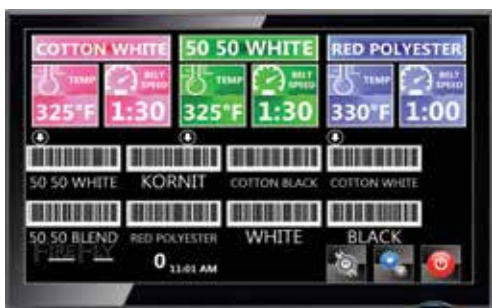 COTTON WHITE 50 50 WHITE RED POLYESTER
TEMP BELT SPEED TEMP BELT SPEED TEMP BELT SPEED
325°F 1:30 325°F 1:30 330°F 1:00
50 50 WHITE KORNIT COTTON BLACK COTTON WHITE
50 50 BLEND RED POLYESTER WHITE BLACK
FIREFLY
0 11:01 AM